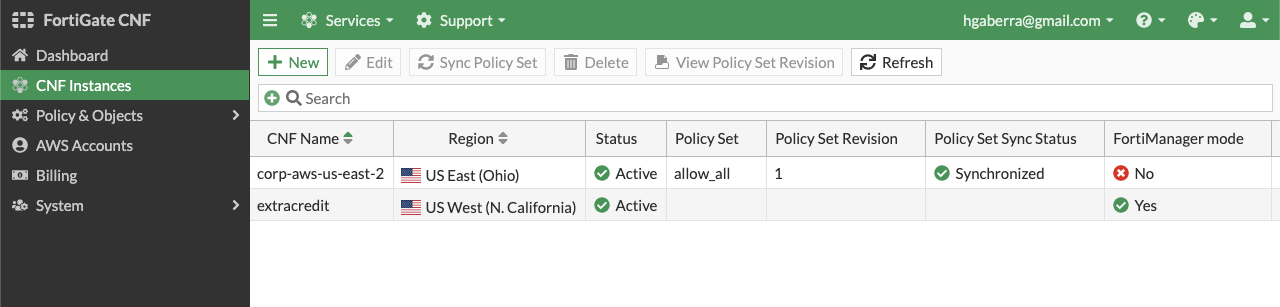 FortiGate CNF
Services
Support
hgaberra@gmail.com
Dashboard
CNF Instances
Policy & Objects
AWS Accounts
Billing
System
New Edit Sync Policy Set Delete View Policy Set Revision Refresh
Search
CNF Name Region Status Policy Set Policy Set Revision Policy Set Sync Status FortiManager mode
corp-aws-us-east-2 US East (Ohio) Active allow_all 1 Synchronized No
extracredit US West (N. California) Active Yes